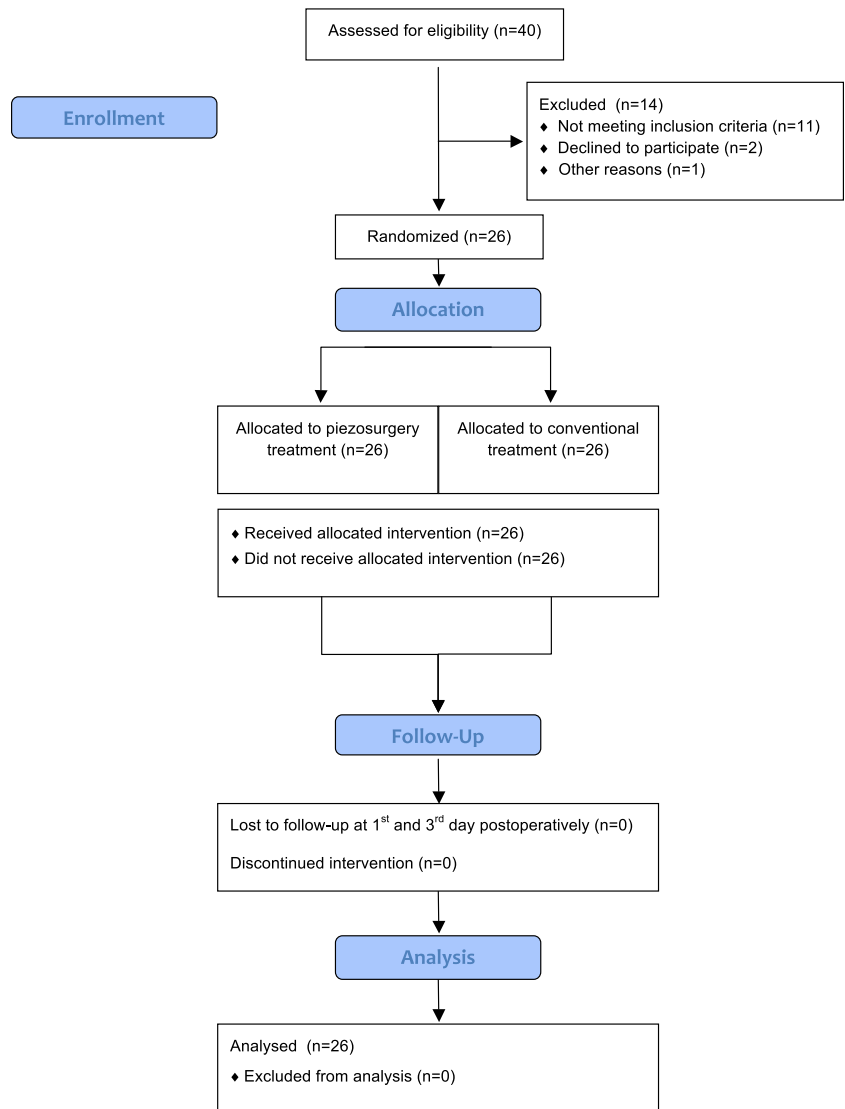 Assessed for eligibility (n=40)
Enrollment
Excluded (n=14)
♦ Not meeting inclusion criteria (n=11)
♦ Declined to participate (n=2)
♦ Other reasons (n=1)
Randomized (n=26)
Allocation
Allocated to piezosurgery
treatment (n=26)
Allocated to conventional
treatment (n=26)
♦ Received allocated intervention (n=26)
♦ Did not receive allocated intervention (n=26)
Follow-Up
Lost to follow-up at 1st and 3rd day postoperatively (n=0)
Discontinued intervention (n=0)
Analysis
Analysed (n=26)
♦ Excluded from analysis (n=0)